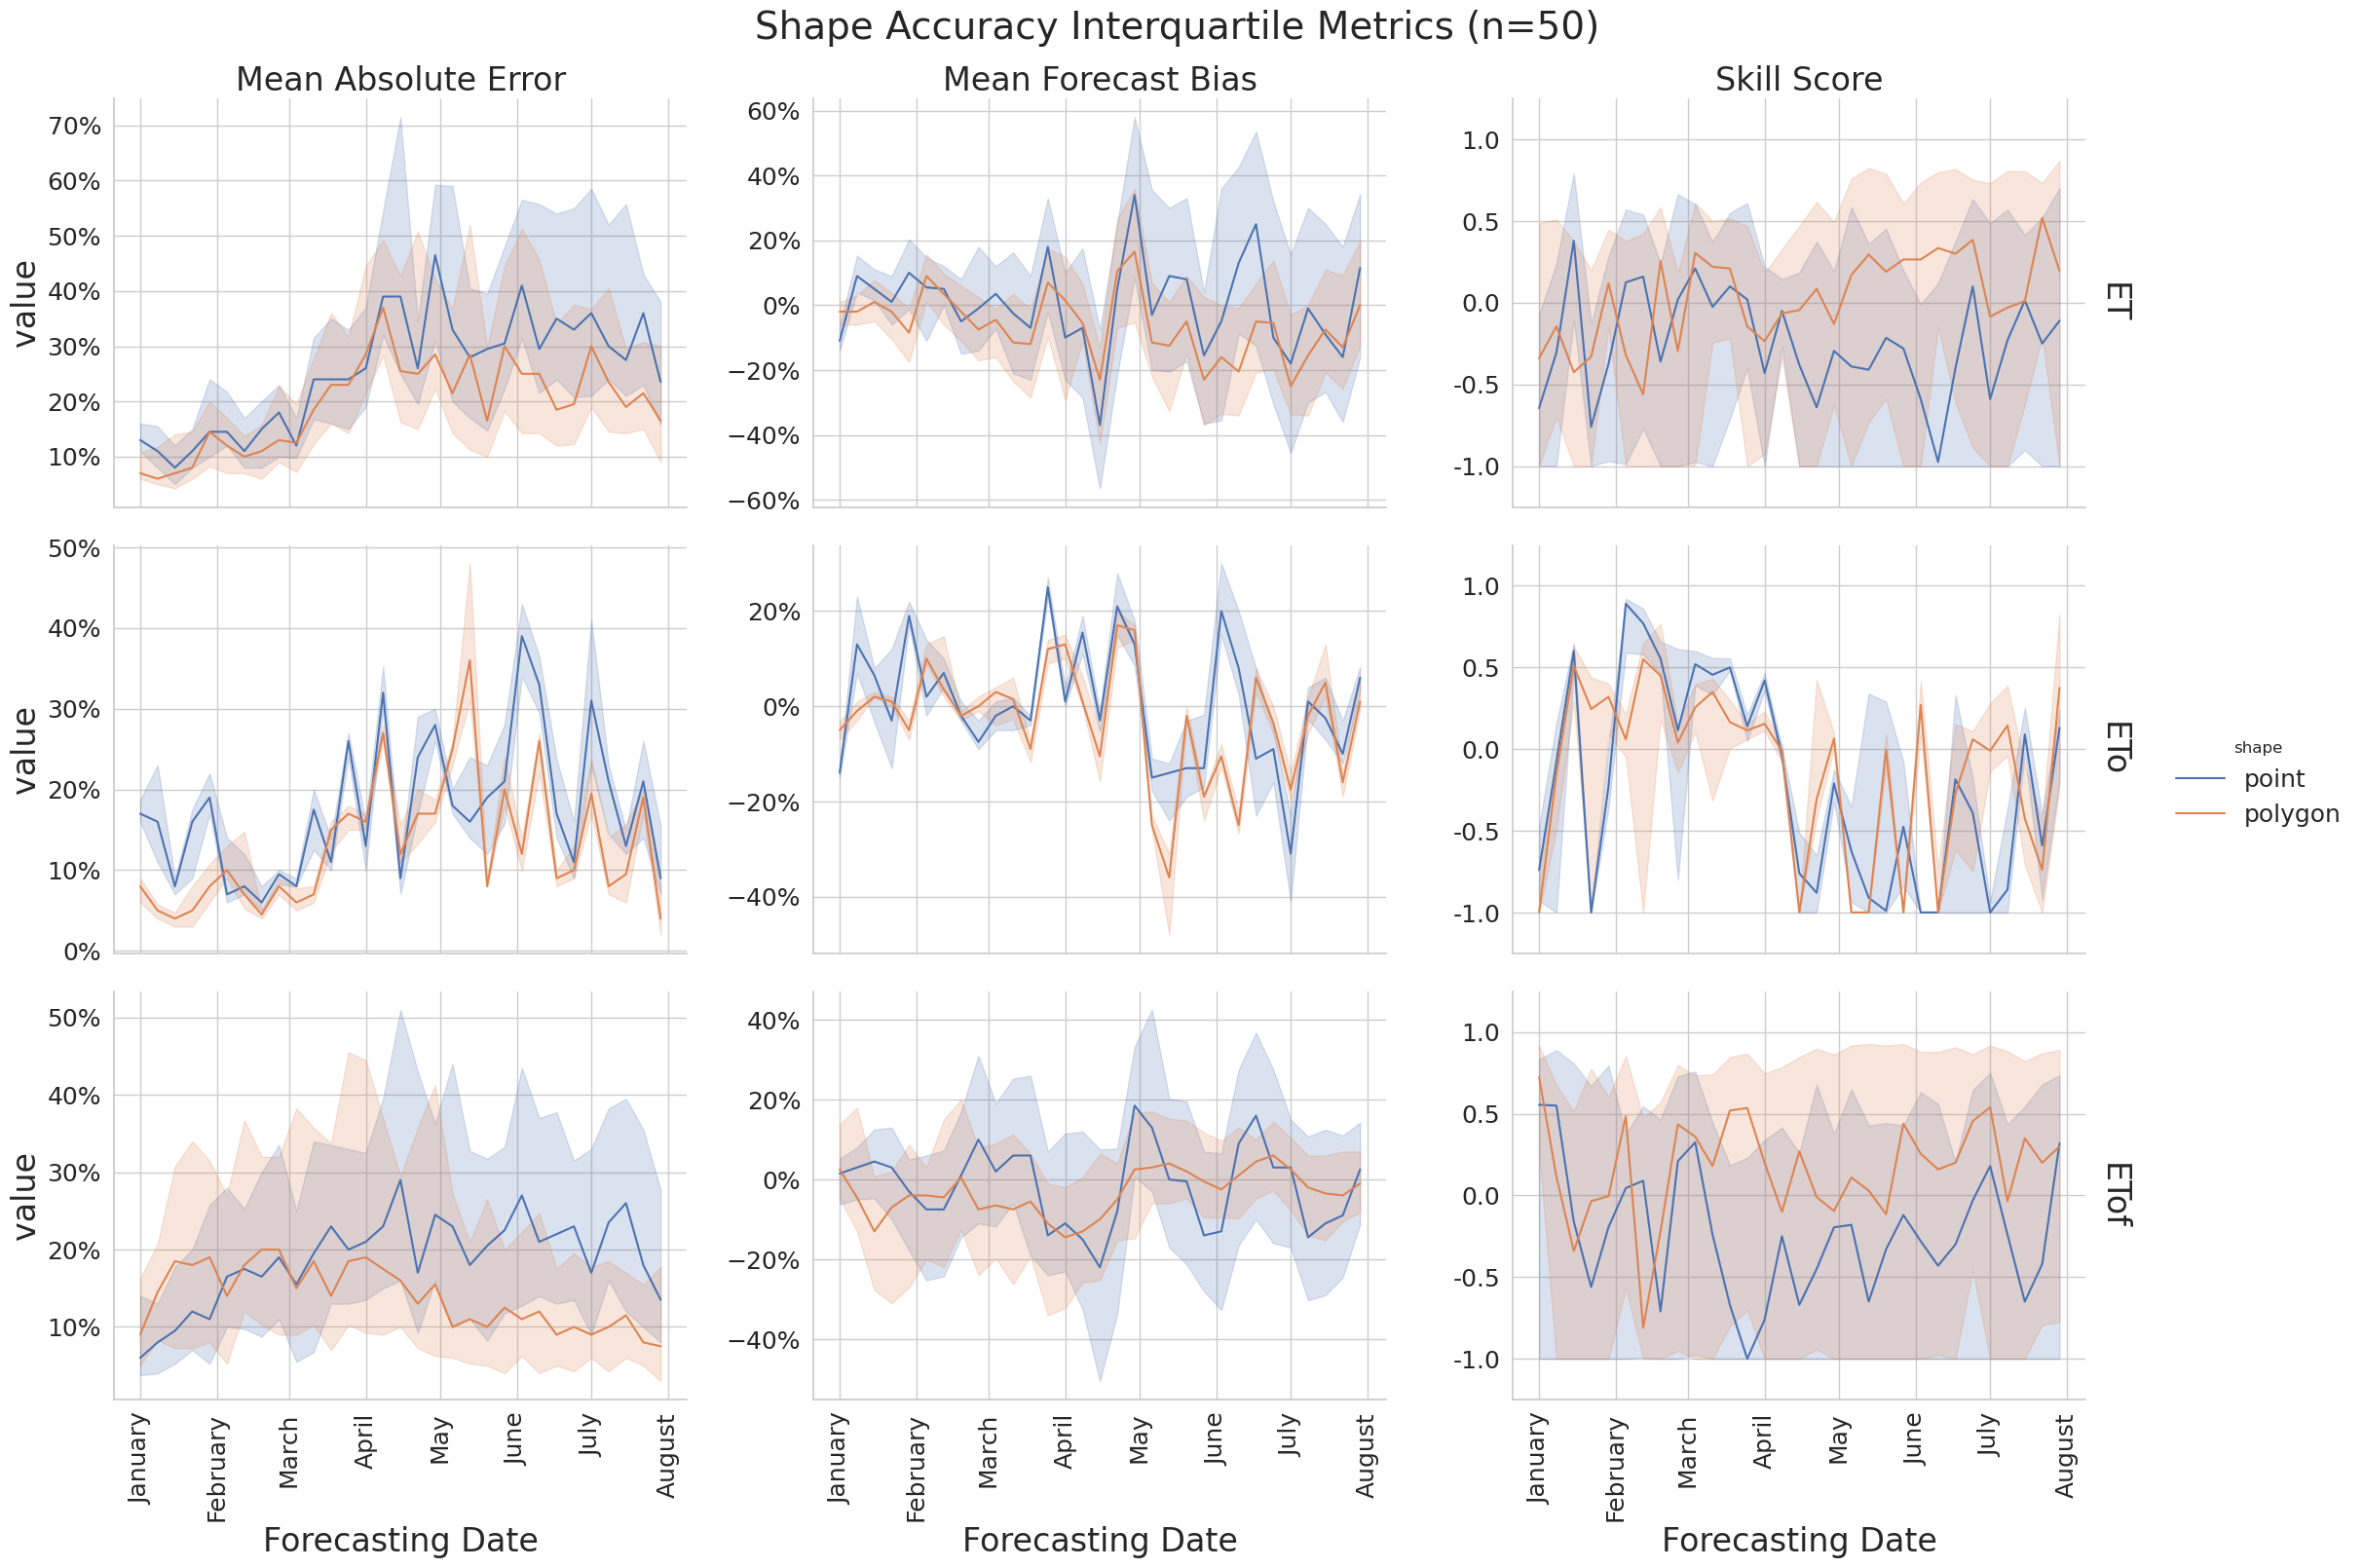 Shape Accuracy Interquartile Metrics (n=50)
Mean Absolute Error
Mean Forecast Bias
Skill Score
value
70%
60%
50%
40%
30%
20%
10%
60%
40%
20%
0%
−20%
−40%
−60%
1.0
0.5
0.0
-0.5
-1.0
ET
value
50%
40%
30%
20%
10%
0%
20%
0%
−20%
−40%
1.0
0.5
0.0
-0.5
-1.0
ETo
shape
point
polygon
value
50%
40%
30%
20%
10%
40%
20%
0%
−20%
−40%
1.0
0.5
0.0
-0.5
-1.0
ETof
January
February
March
April
May
June
July
August
January
February
March
April
May
June
July
August
January
February
March
April
May
June
July
August
Forecasting Date
Forecasting Date
Forecasting Date